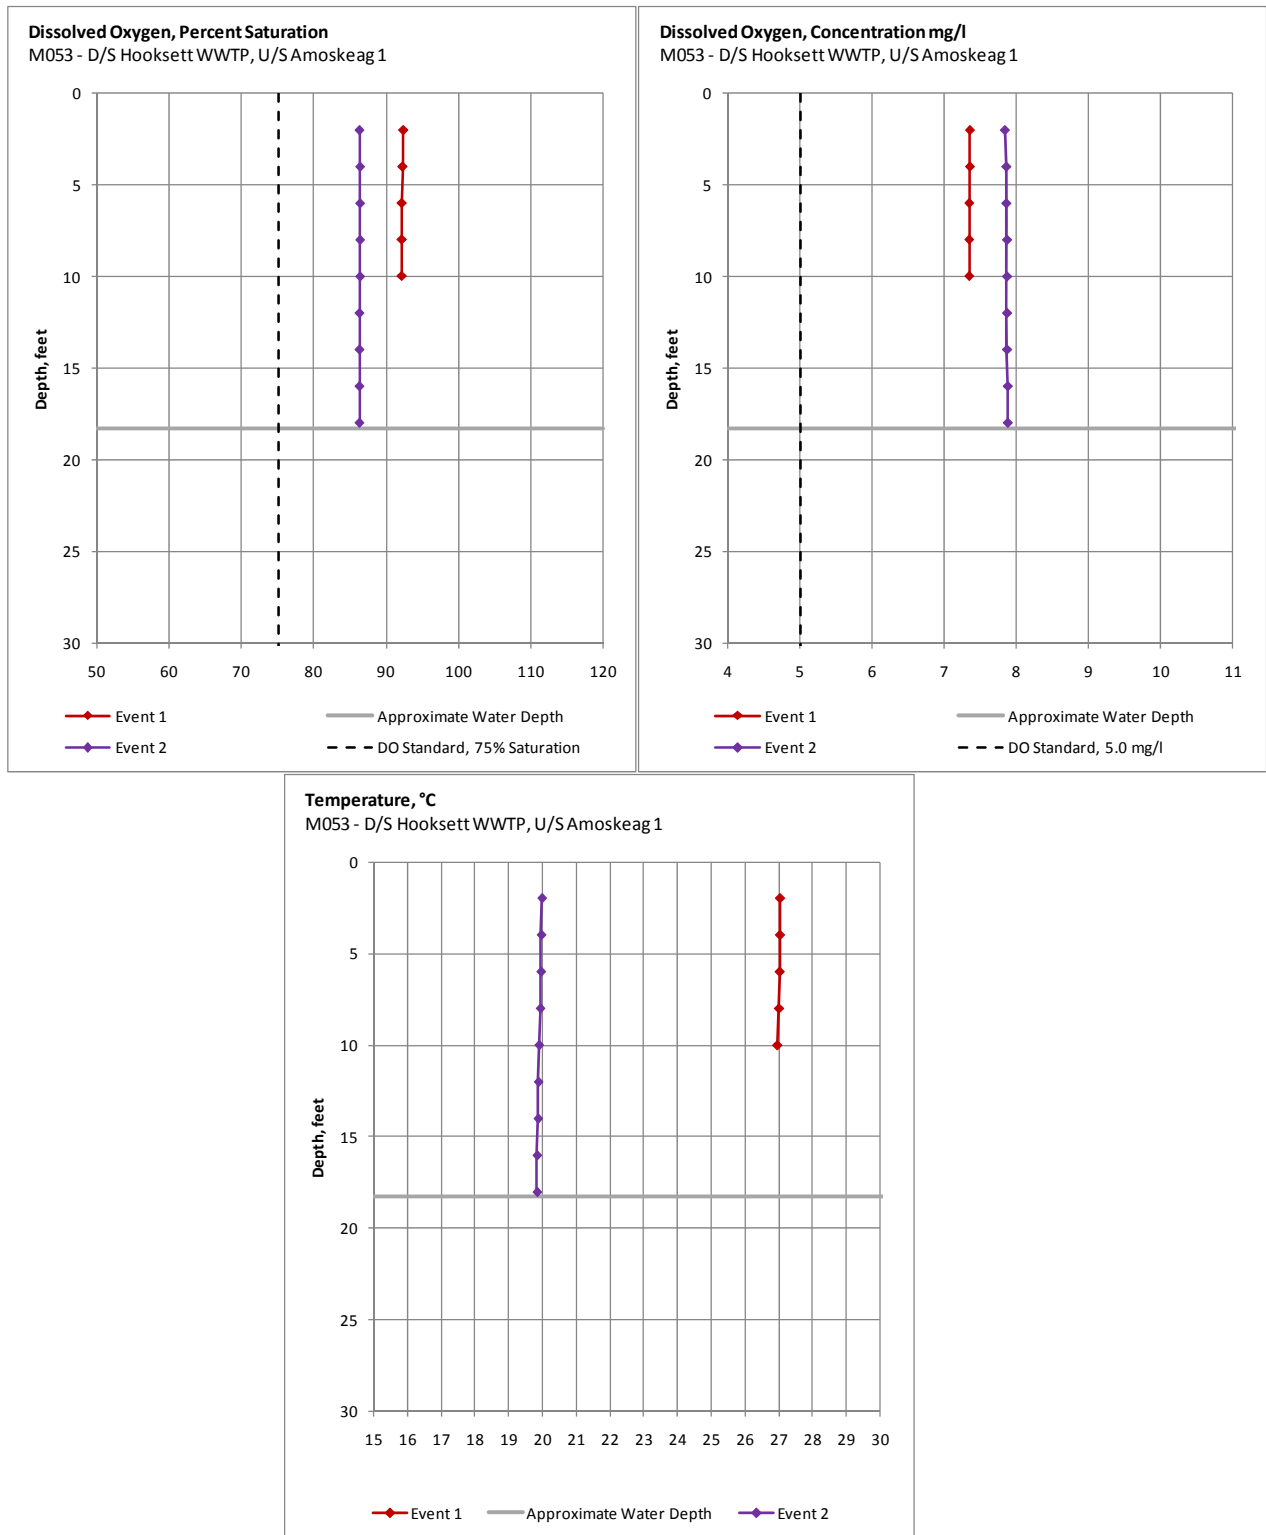 Dissolved Oxygen, Percent Saturation
M053 - D/S Hooksett WWTP, U/S Amoskeag 1
0
5
10
15
20
25
30
Depth, feet
50 60 70 80 90 100 110 120
Event 1 Approximate Water Depth
Event 2 DO Standard, 75% Saturation
Dissolved Oxygen, Concentration mg/l
M053 - D/S Hooksett WWTP, U/S Amoskeag 1
0
5
10
15
20
25
30
Depth, feet
4 5 6 7 8 9 10 11
Event 1 Approximate Water Depth
Event 2 DO Standard, 5.0 mg/l
Temperature, °C
M053 - D/S Hooksett WWTP, U/S Amoskeag 1
0
5
10
15
20
25
30
Depth, feet
15 16 17 18 19 20 21 22 23 24 25 26 27 28 29 30
Event 1 Approximate Water Depth Event 2